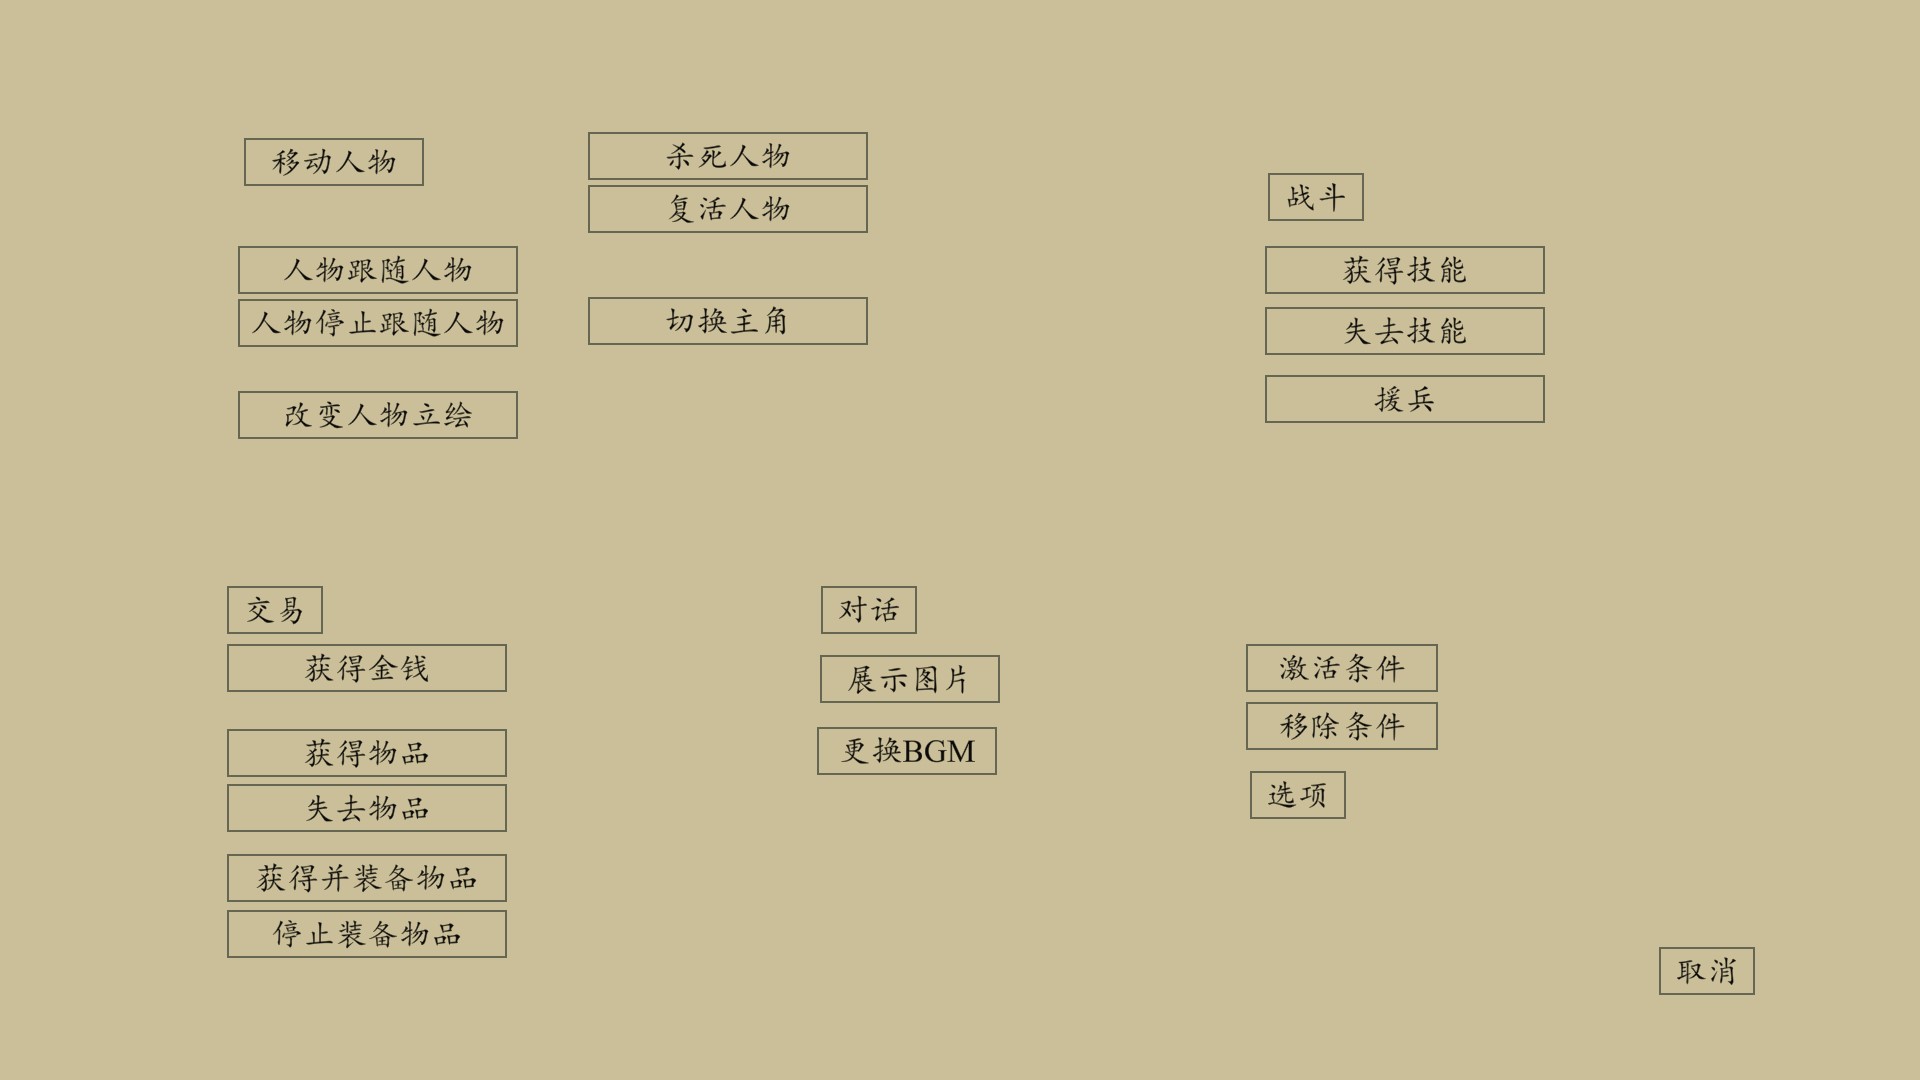 移动人物
人物跟随人物
人物停止跟随人物
改变人物立绘
杀死人物
复活人物
切换主角
战斗
获得技能
失去技能
援兵
交易
获得金钱
获得物品
失去物品
获得并装备物品
停止装备物品
对话
展示图片
更换BGM
激活条件
移除条件
选项
取消